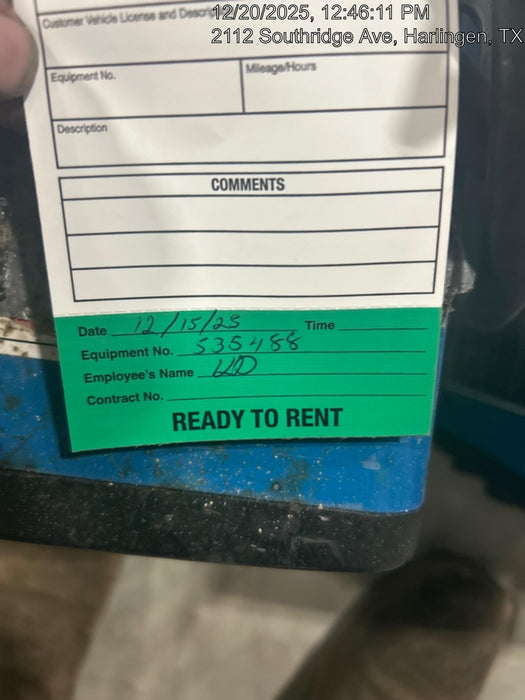 12/20/2025, 12:46:11 PM
2112 Southridge Ave, Harlingen, TX
Customer Vehicle License and
Equipment No. Mileage/Hours
Description
COMMENTS
Date 12/15/25 Time
Equipment No. 535488
Employee's Name
Contract No.
READY TO RENT